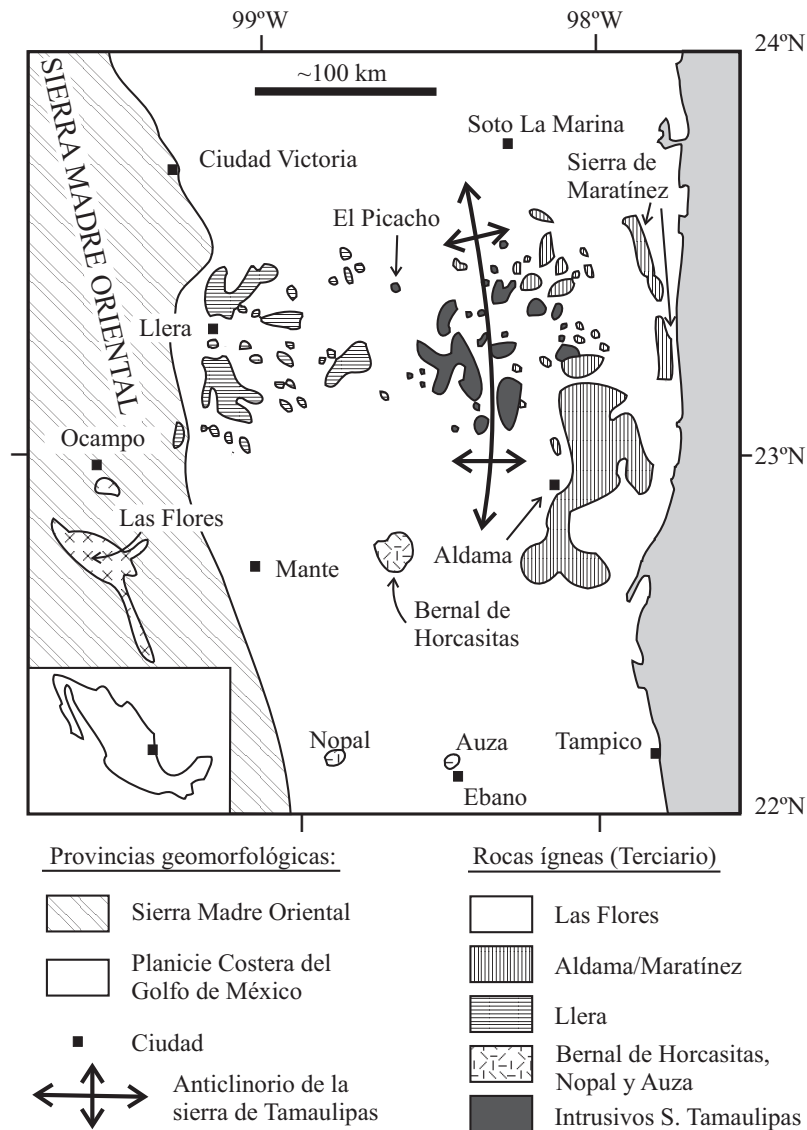 99ºW
98ºW
24ºN
~100 km
SIERRA MADRE ORIENTAL
Soto La Marina
Ciudad Victoria
Sierra de
Maratínez
El Picacho
Llera
Ocampo
23ºN
Las Flores
Mante
Aldama
Bernal de
Horcasitas
Nopal
Auza
Tampico
Ebano
22ºN
Provincias geomorfológicas:
Sierra Madre Oriental
Planicie Costera del
Golfo de México
Ciudad
Anticlinorio de la
sierra de Tamaulipas
Rocas ígneas (Terciario)
Las Flores
Aldama/Maratínez
Llera
Bernal de Horcasitas,
Nopal y Auza
Intrusivos S. Tamaulipas